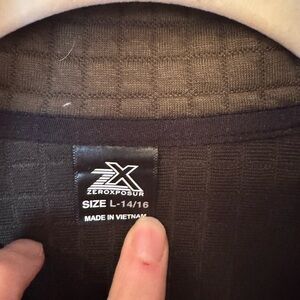 ZX
ZEROXPOSUR
SIZE L-14/16
MADE IN VIETNAM